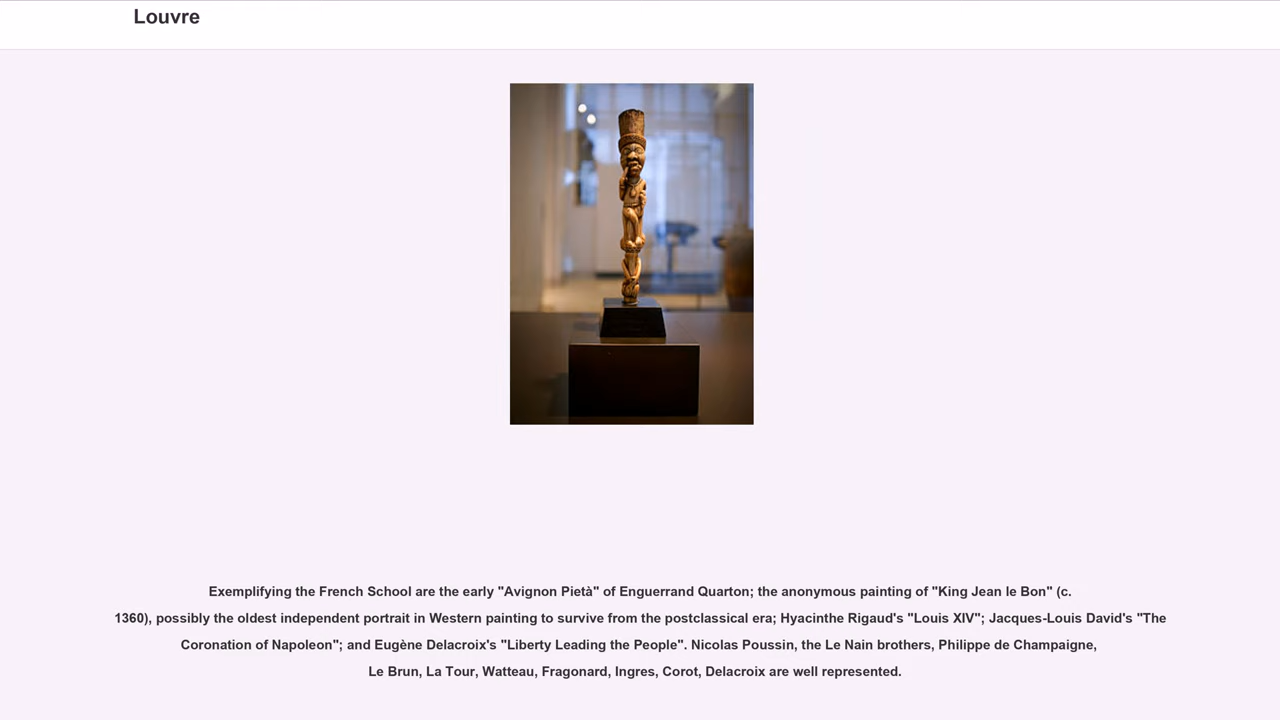 Louvre
Exemplifying the French School are the early "Avignon Pietà" of Enguerrand Quarton; the anonymous painting of "King Jean le Bon" (c.
1360), possibly the oldest independent portrait in Western painting to survive from the postclassical era; Hyacinthe Rigaud's "Louis XIV"; Jacques-Louis David's "The
Coronation of Napoleon"; and Eugène Delacroix's "Liberty Leading the People". Nicolas Poussin, the Le Nain brothers, Philippe de Champaigne,
Le Brun, La Tour, Watteau, Fragonard, Ingres, Corot, Delacroix are well represented.